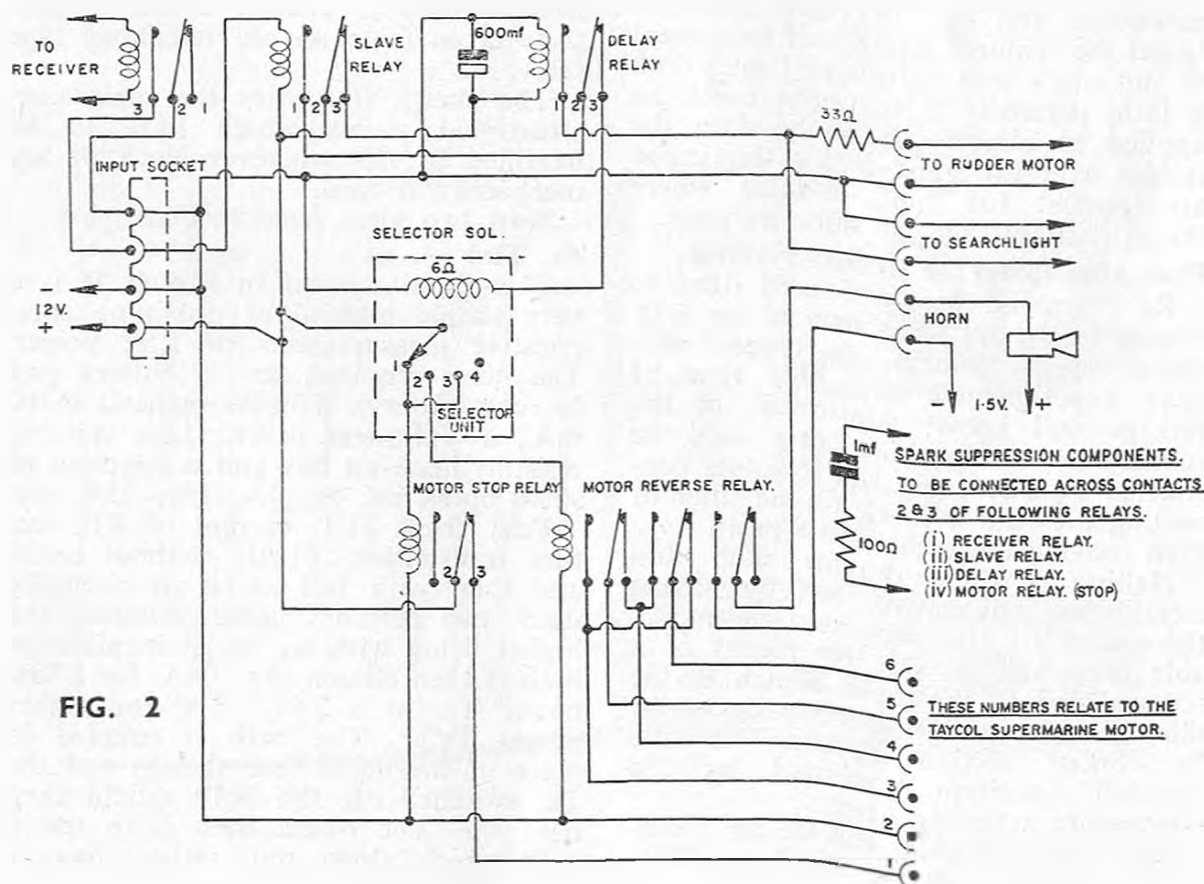 TO RECEIVER
3 2 1
SLAVE RELAY
1 2 3
600mf
DELAY RELAY
1 2 3
INPUT SOCKET
12V.
+
33Ω
TO RUDDER MOTOR
TO SEARCHLIGHT
SELECTOR SOL.
6Ω
1 2 3 4
SELECTOR UNIT
HORN
- 1.5V. +
MOTOR STOP RELAY
1 2 3
MOTOR REVERSE RELAY.
1mf
100Ω
SPARK SUPPRESSION COMPONENTS.
TO BE CONNECTED ACROSS CONTACTS
2 & 3 OF FOLLOWING RELAYS.
(i) RECEIVER RELAY.
(ii) SLAVE RELAY.
(iii) DELAY RELAY.
(iv) MOTOR RELAY. (STOP)
6
5
4
3
2
1
THESE NUMBERS RELATE TO THE
TAYCOL SUPERMARINE MOTOR.
FIG. 2